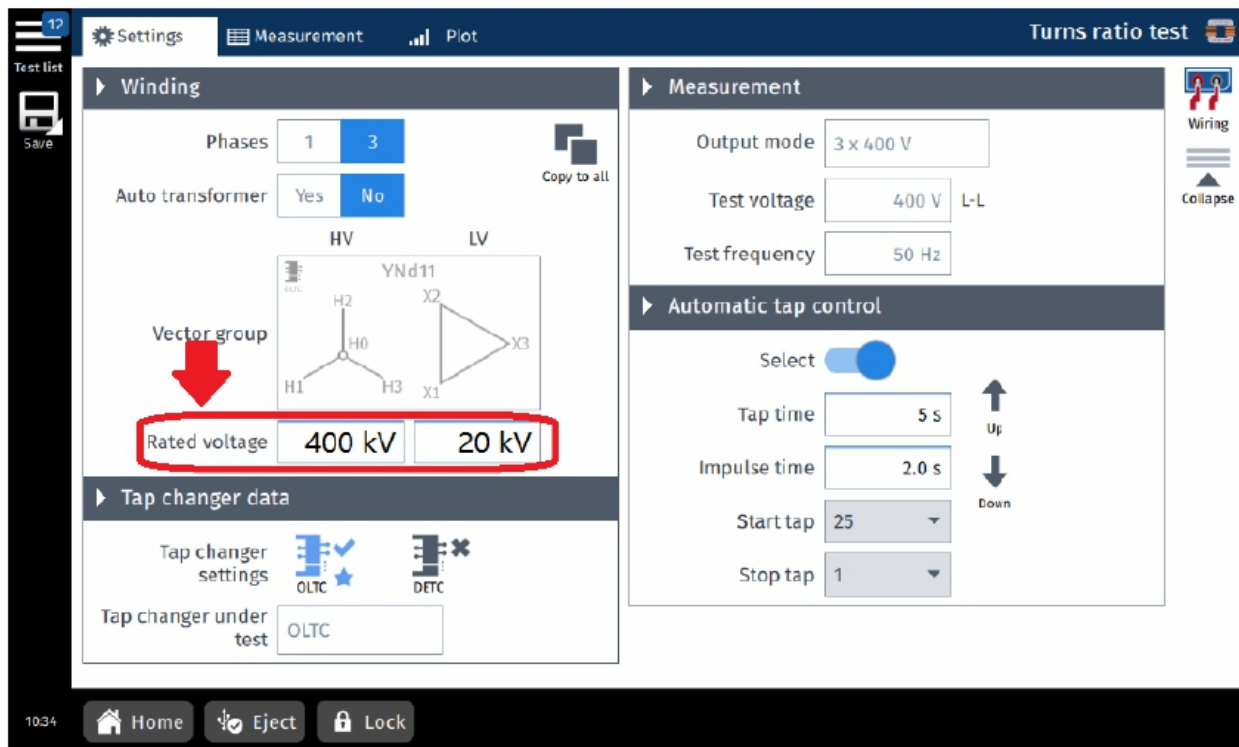 12
Test list
Save
Settings
Measurement
Plot
Turns ratio test
Winding
Phases 1 3
Copy to all
Auto transformer Yes No
HV LV
YNd11
H2 X2
Vector group
H0 X3
H1 H3 X1
Rated voltage 400 kV 20 kV
Tap changer data
Tap changer
settings
OLTC DETC
Tap changer under
test
OLTC
Measurement
Output mode 3 x 400 V
Test voltage 400 V L-L
Test frequency 50 Hz
Automatic tap control
Select
Tap time 5 s
Up
Impulse time 2.0 s
Down
Start tap 25
Stop tap 1
Wiring
Collapse
10:34
Home Eject Lock